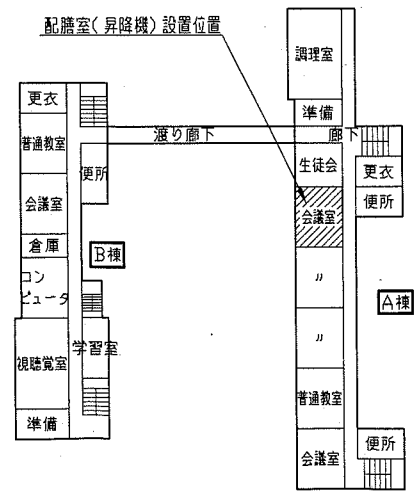 配膳室(昇降機)設置位置
調理室
準備
渡り廊下
廊下
生徒会
更衣
便所
会議室
〃
〃
A棟
普通教室
会議室
便所
更衣
普通教室
便所
会議室
倉庫
B棟
コン
ピュータ
視聴覚室
学習室
準備